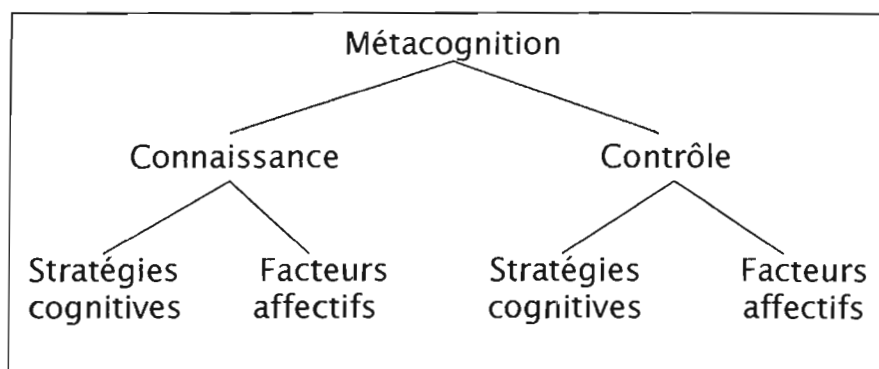 Métacognition
Connaissance
Contrôle
Stratégies
cognitives
Facteurs
affectifs
Stratégies
cognitives
Facteurs
affectifs